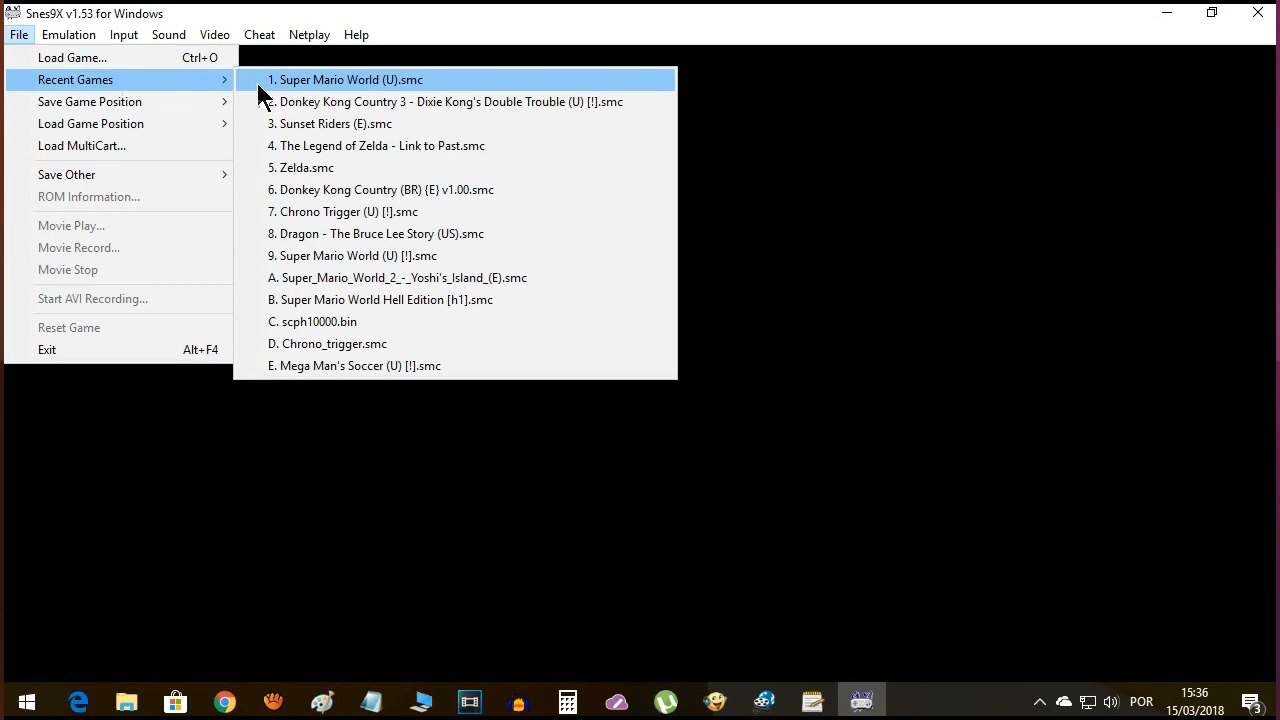 Snes9X v1.53 for Windows
File Emulation Input Sound Video Cheat Netplay Help
Load Game... Ctrl+O
Recent Games
Save Game Position
Load Game Position
Load MultiCart...
Save Other
ROM Information...
Movie Play...
Movie Record...
Movie Stop
Start AVI Recording...
Reset Game
Exit Alt+F4
1. Super Mario World (U).smc
2. Donkey Kong Country 3 - Dixie Kong's Double Trouble (U) [!].smc
3. Sunset Riders (E).smc
4. The Legend of Zelda - Link to Past.smc
5. Zelda.smc
6. Donkey Kong Country (BR) {E} v1.00.smc
7. Chrono Trigger (U) [!].smc
8. Dragon - The Bruce Lee Story (US).smc
9. Super Mario World (U) [!].smc
A. Super_Mario_World_2_-_Yoshi's_Island_(E).smc
B. Super Mario World Hell Edition [h1].smc
C. scph10000.bin
D. Chrono_trigger.smc
E. Mega Man's Soccer (U) [!].smc
POR
15:36
15/03/2018
3